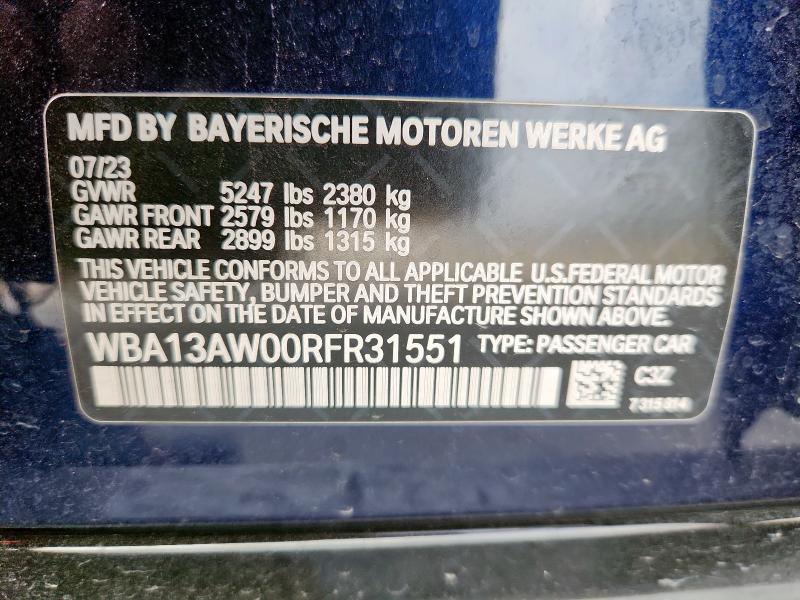 MFD BY BAYERISCHE MOTOREN WERKE AG
07/23
GVWR 5247 lbs 2380 kg
GAWR FRONT 2579 lbs 1170 kg
GAWR REAR 2899 lbs 1315 kg
THIS VEHICLE CONFORMS TO ALL APPLICABLE U.S.FEDERAL MOTOR
VEHICLE SAFETY, BUMPER AND THEFT PREVENTION STANDARDS
IN EFFECT ON THE DATE OF MANUFACTURE SHOWN ABOVE.
WBA13AW00RFR31551 TYPE: PASSENGER CAR
C3Z
7315814